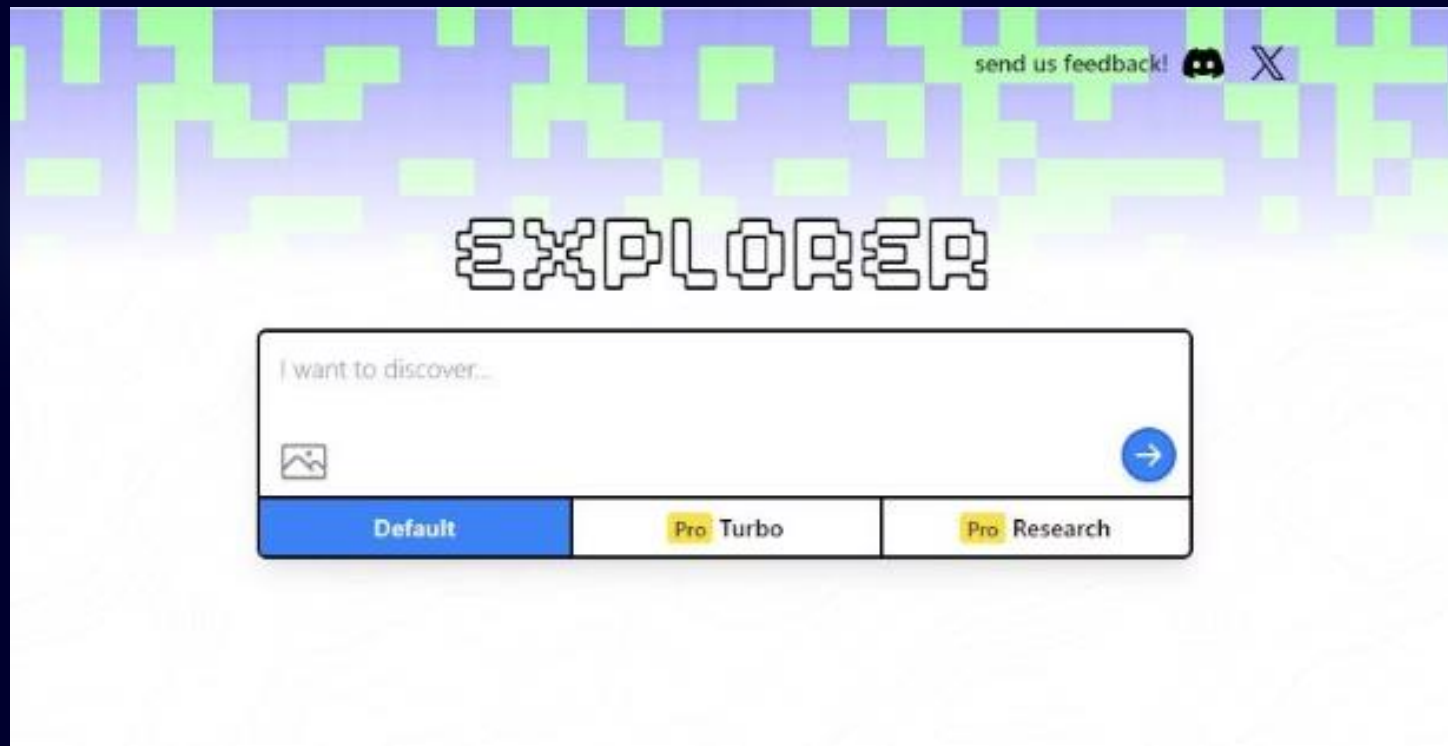 send us feedback!
EXPLORER
I want to discover...
Default
Pro Turbo
Pro Research